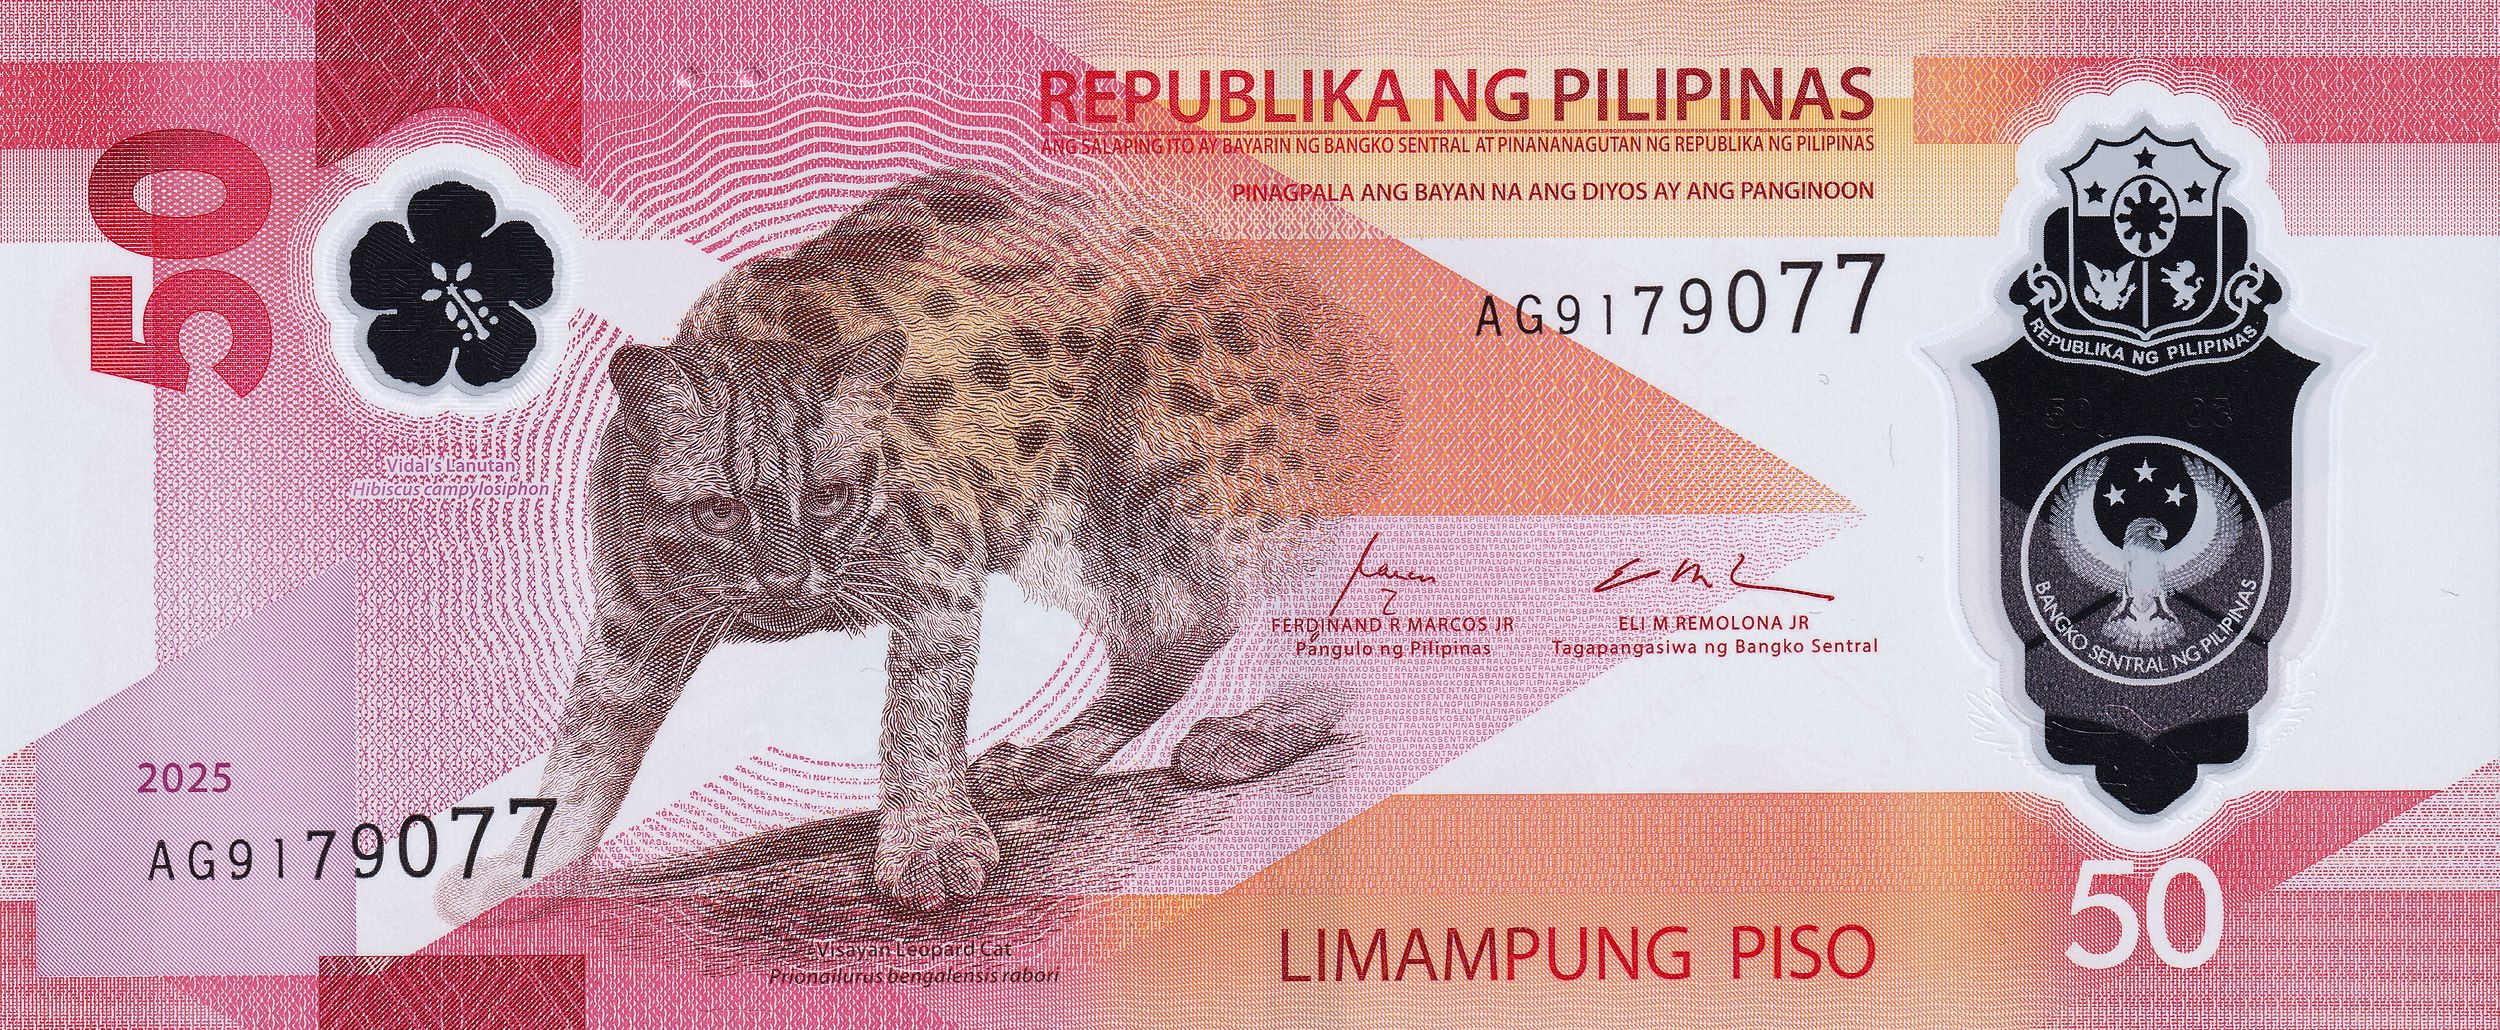 REPUBLIKA NG PILIPINAS
ANG SALAPING ITO AY BAYARIN NG BANGKO SENTRAL AT PINANANAGUTAN NG REPUBLIKA NG PILIPINAS
PINAGPALA ANG BAYAN NA ANG DIYOS AY ANG PANGINOON
50
AG9179077
REPUBLIKA NG PILIPINAS
Vidal's Lanutan
Hibiscus campylosiphon
BANGKO SENTRAL NG PILIPINAS
FERDINAND R MARCOS JR
Pangulo ng Pilipinas
ELI M REMOLONA JR
Tagapangasiwa ng Bangko Sentral
2025
AG9179077
Visayan Leopard Cat
Prionailurus bengalensis rabori
LIMAMPUNG PISO
50